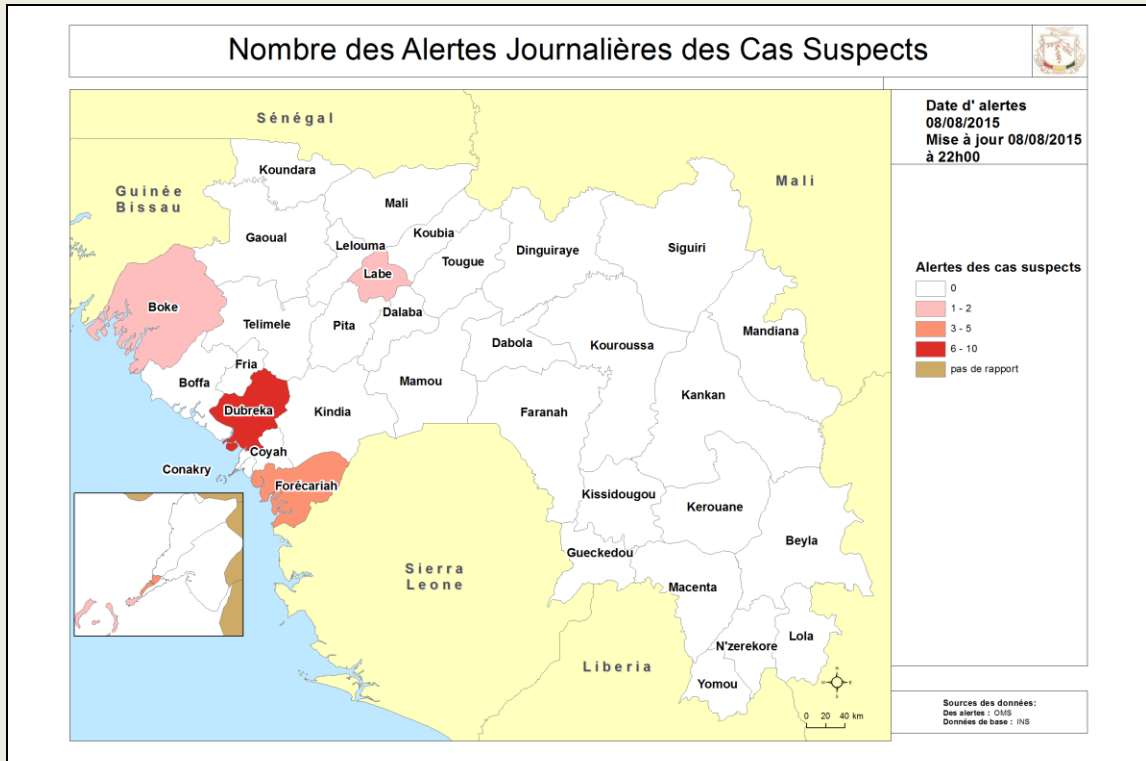 Nombre des Alertes Journalières des Cas Suspects
Date d' alertes
08/08/2015
Mise à jour 08/08/2015
à 22h00
Sénégal
Guinée
Bissau
Mali
Koundara
Mali
Gaoual
Koubia
Lelouma
Dinguiraye
Siguiri
Tougue
Labe
Boke
Telimele
Pita
Dalaba
Mandiana
Dabola
Kouroussa
Fria
Boffa
Mamou
Kankan
Dubreka
Kindia
Faranah
Coyah
Conakry
Forécariah
Kissidougou
Kerouane
Beyla
Gueckedou
Sierra
Leone
Macenta
Lola
N'zerekore
Liberia
Yomou
N
0 20 40 km
Alertes des cas suspects
0
1 - 2
3 - 5
6 - 10
pas de rapport
Sources des données:
Des alertes : OMS
Données de base : INS